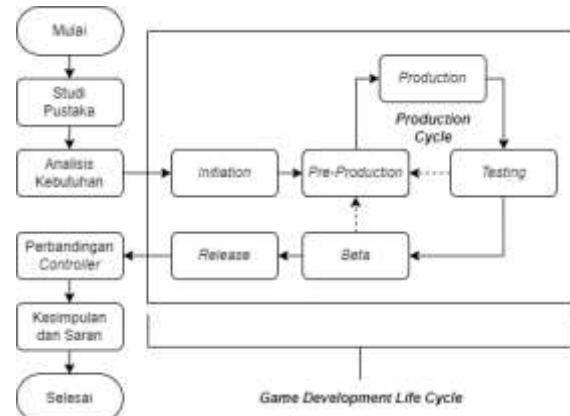 Mulai
Studi
Pustaka
Analisis
Kebutuhan
Initiation
Pre-Production
Production
Production
Cycle
Testing
Beta
Release
Perbandingan
Controller
Kesimpulan
dan Saran
Selesai
Game Development Life Cycle